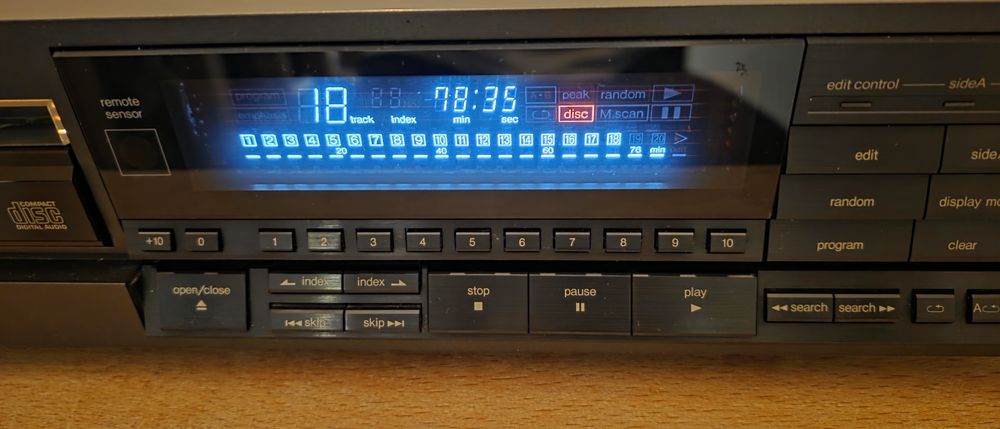 remote
sensor
program
emphasis
18 track
index
78:35
min sec
A-B peak random
disc M.scan
1 2 3 4 5 6 7 8 9 10 11 12 13 14 15 16 17 18 19 20
20 40 60 76 min
edit control sideA
edit side
random display mo
program clear
COMPACT
disc
DIGITAL AUDIO
+10 0 1 2 3 4 5 6 7 8 9 10
open/close
index index
skip skip
stop
pause
play
search search
A